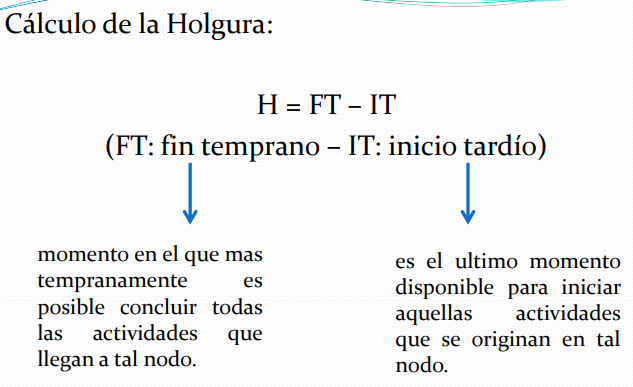 Cálculo de la Holgura:
H = FT – IT
(FT: fin temprano – IT: inicio tardío)
momento en el que mas
tempranamente es
posible concluir todas
las actividades que
llegan a tal nodo.
es el ultimo momento
disponible para iniciar
aquellas actividades
que se originan en tal
nodo.